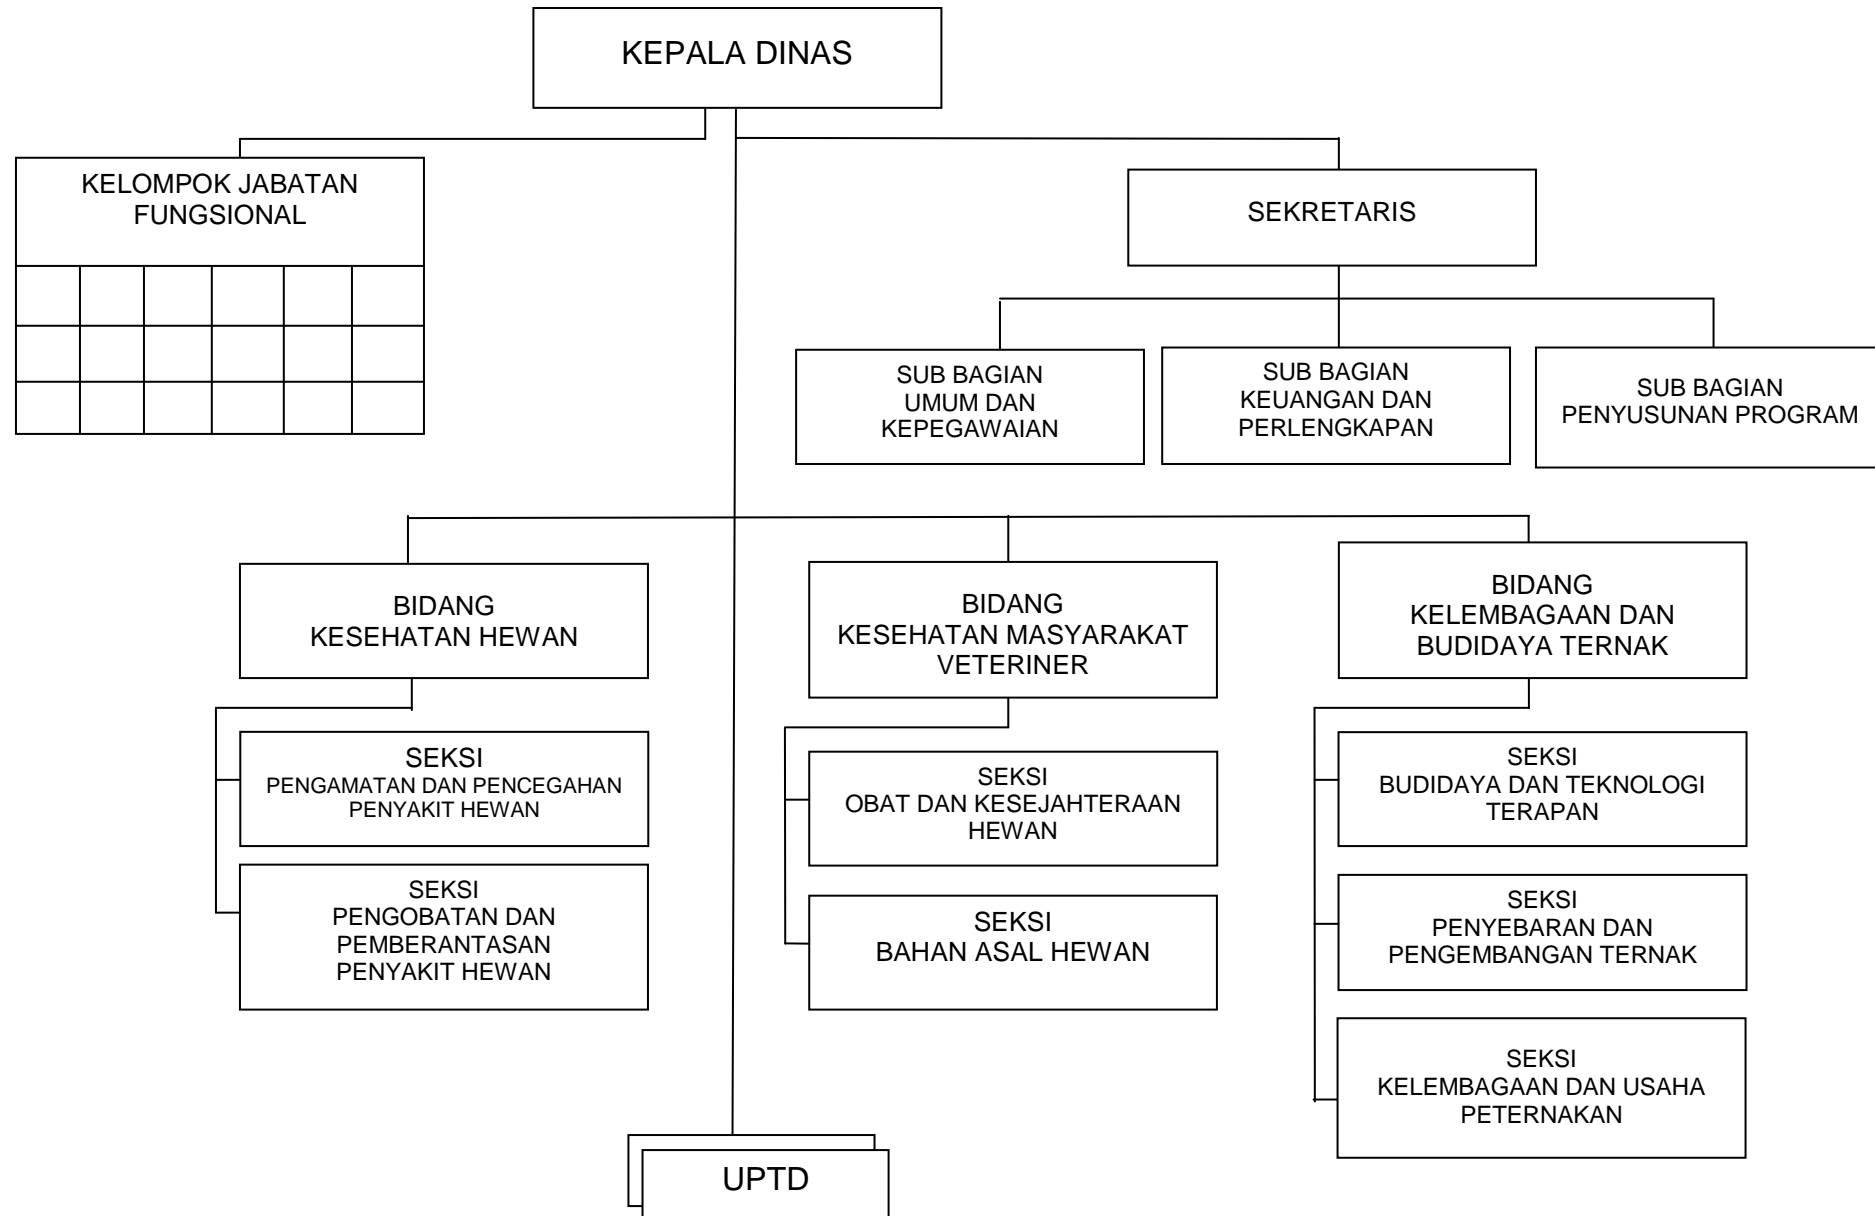 KEPALA DINAS
KELOMPOK JABATAN
FUNGSIONAL
SEKRETARIS
SUB BAGIAN
UMUM DAN
KEPEGAWAIAN
SUB BAGIAN
KEUANGAN DAN
PERLENGKAPAN
SUB BAGIAN
PENYUSUNAN PROGRAM
BIDANG
KESEHATAN HEWAN
BIDANG
KESEHATAN MASYARAKAT
VETERINER
BIDANG
KELEMBAGAAN DAN
BUDIDAYA TERNAK
SEKSI
PENGAMATAN DAN PENCEGAHAN
PENYAKIT HEWAN
SEKSI
PENGOBATAN DAN
PEMBERANTASAN
PENYAKIT HEWAN
SEKSI
OBAT DAN KESEJAHTERAAN
HEWAN
SEKSI
BAHAN ASAL HEWAN
SEKSI
BUDIDAYA DAN TEKNOLOGI
TERAPAN
SEKSI
PENYEBARAN DAN
PENGEMBANGAN TERNAK
SEKSI
KELEMBAGAAN DAN USAHA
PETERNAKAN
UPTD